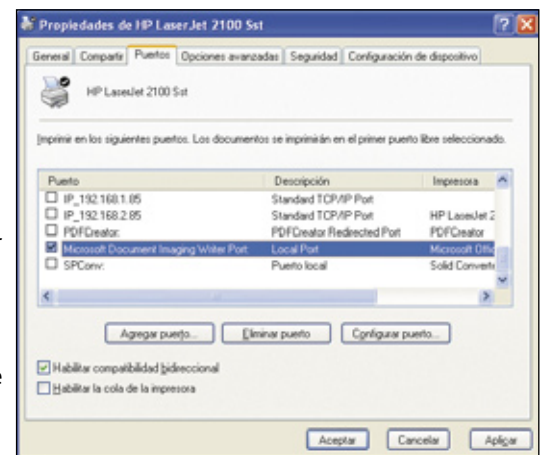 Propiedades de HP LaserJet 2100 Sst
General Compartir Puertos Opciones avanzadas Seguridad Configuración de dispositivo
HP LaserJet 2100 Sst
Imprimir en los siguientes puertos. Los documentos se imprimirán en el primer puerto libre seleccionado.
Puerto Descripción Impresora
IP_192.168.1.85 Standard TCP/IP Port
IP_192.168.2.85 Standard TCP/IP Port HP LaserJet 2
PDFCreator: PDFCreator Redirected Port PDFCreator
Microsoft Document Imaging Writer Port: Local Port Microsoft Offic
SPConv: Puerto local Solid Converte
Agregar puerto... Eliminar puerto Configurar puerto...
Habilitar compatibilidad bidireccional
Habilitar la cola de la impresora
Aceptar Cancelar Aplicar